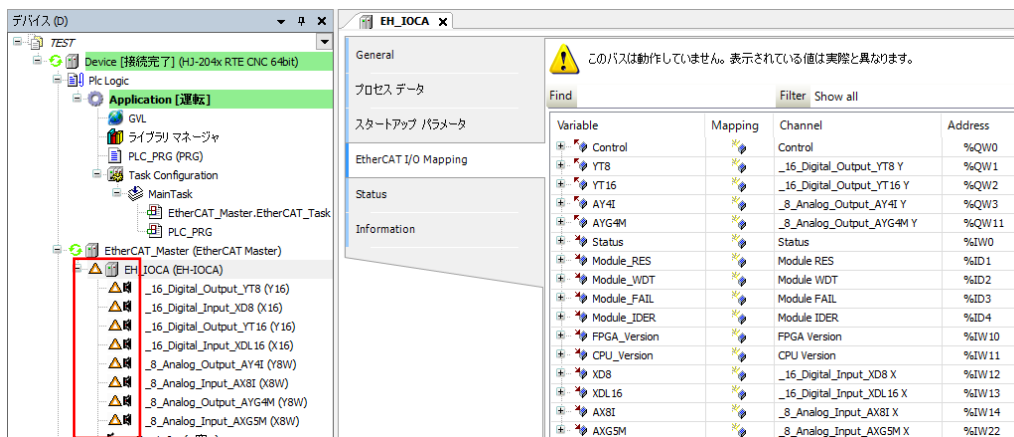 デバイス (D)
TEST
Device [接続完了] (HJ-204x RTE CNC 64bit)
Plc Logic
Application [運転]
GVL
ライブラリ マネージャ
PLC_PRG (PRG)
Task Configuration
MainTask
EtherCAT_Master.EtherCAT_Task
PLC_PRG
EtherCAT_Master (EtherCAT Master)
EH_IOCA (EH-IOCA)
_16_Digital_Output_YT8 (Y16)
_16_Digital_Input_XD8 (X16)
_16_Digital_Output_YT16 (Y16)
_16_Digital_Input_XDL16 (X16)
_8_Analog_Output_AY4I (Y8W)
_8_Analog_Input_AX8I (X8W)
_8_Analog_Output_AYG4M (Y8W)
_8_Analog_Input_AXG5M (X8W)
EH_IOCA X
General
プロセス データ
スタートアップ パラメータ
EtherCAT I/O Mapping
Status
Information
このバスは動作していません。表示されている値は実際と異なります。
Find Filter Show all
Variable Mapping Channel Address
Control Control %QW0
YT8 _16_Digital_Output_YT8 Y %QW1
YT16 _16_Digital_Output_YT16 Y %QW2
AY4I _8_Analog_Output_AY4I Y %QW3
AYG4M _8_Analog_Output_AYG4M Y %QW11
Status Status %IW0
Module_RES Module RES %ID1
Module_WDT Module WDT %ID2
Module_FAIL Module FAIL %ID3
Module_IDER Module IDER %ID4
FPGA_Version FPGA Version %IW10
CPU_Version CPU Version %IW11
XD8 _16_Digital_Input_XD8 X %IW12
XDL16 _16_Digital_Input_XDL16 X %IW13
AX8I _8_Analog_Input_AX8I X %IW14
AXG5M _8_Analog_Input_AXG5M X %IW22